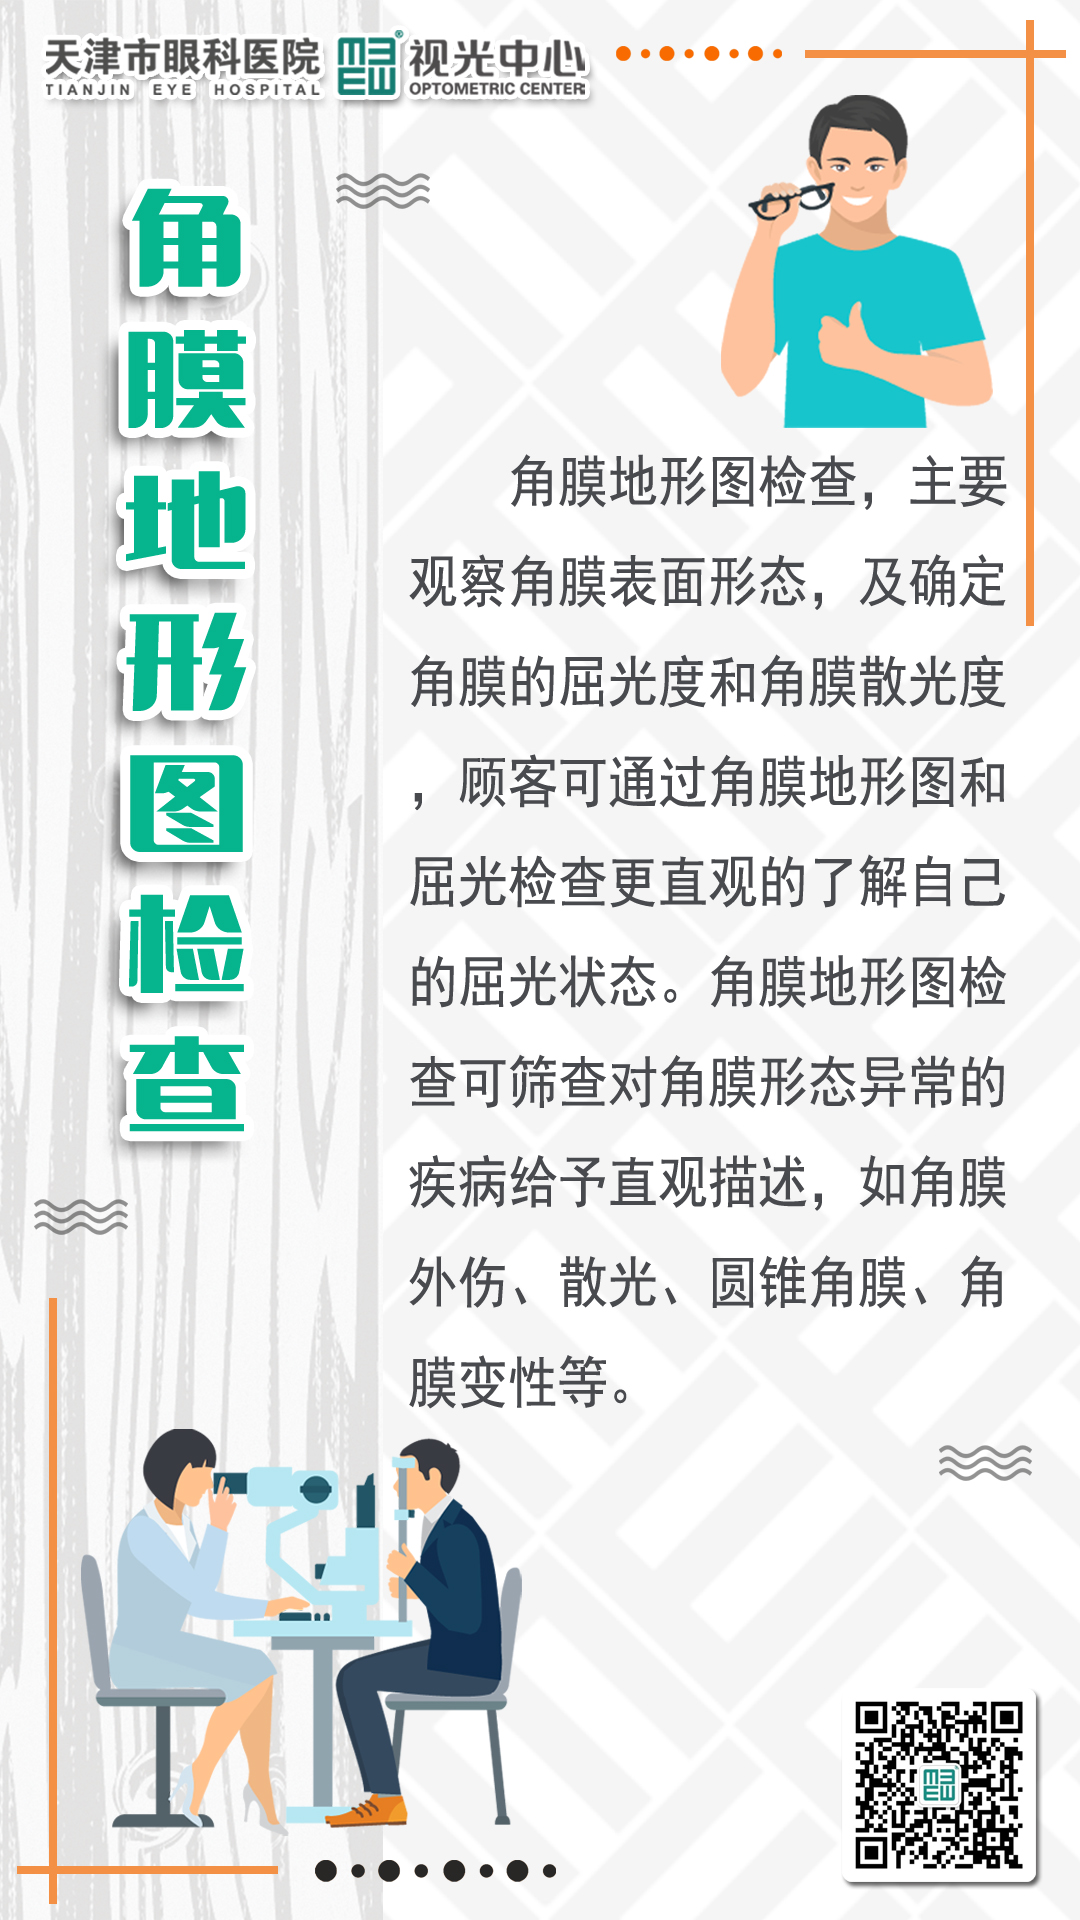 天津市眼科医院 视光中心
TIANJIN EYE HOSPITAL OPTOMETRIC CENTER
角膜地形图检查
角膜地形图检查，主要
观察角膜表面形态，及确定
角膜的屈光度和角膜散光度
，顾客可通过角膜地形图和
屈光检查更直观的了解自己
的屈光状态。角膜地形图检
查可筛查对角膜形态异常的
疾病给予直观描述，如角膜
外伤、散光、圆锥角膜、角
膜变性等。